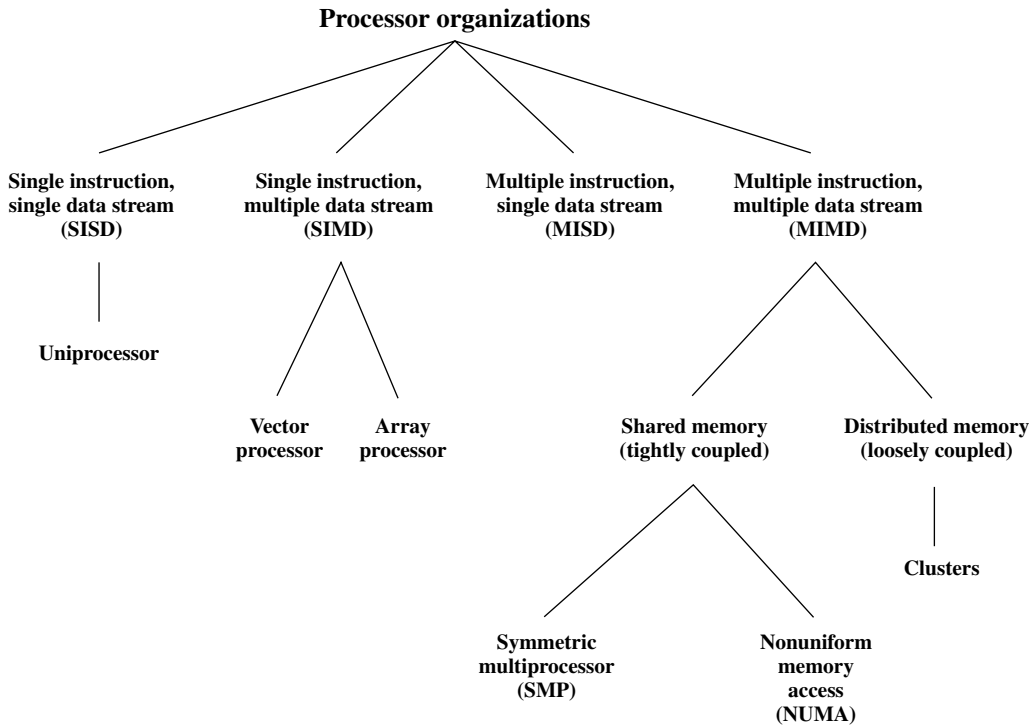 Processor organizations
Single instruction,
single data stream
(SISD)
Single instruction,
multiple data stream
(SIMD)
Multiple instruction,
single data stream
(MISD)
Multiple instruction,
multiple data stream
(MIMD)
Uniprocessor
Vector
processor
Array
processor
Shared memory
(tightly coupled)
Distributed memory
(loosely coupled)
Clusters
Symmetric
multiprocessor
(SMP)
Nonuniform
memory
access
(NUMA)